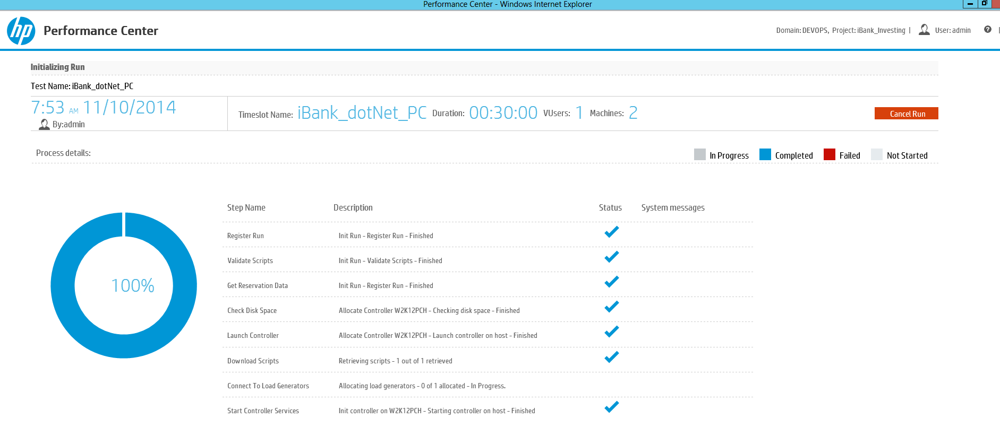 Performance Center - Windows Internet Explorer
hp Performance Center
Domain: DEVOPS, Project: iBank_Investing | User: admin ? |
Initializing Run
Test Name: iBank_dotNet_PC
7:53 AM 11/10/2014
By:admin
Timeslot Name: iBank_dotNet_PC Duration: 00:30:00 VUsers: 1 Machines: 2
Cancel Run
Process details:
In Progress Completed Failed Not Started
100%
Step Name Description Status System messages
Register Run Init Run - Register Run - Finished
Validate Scripts Init Run - Validate Scripts - Finished
Get Reservation Data Init Run - Register Run - Finished
Check Disk Space Allocate Controller W2K12PCH - Checking disk space - Finished
Launch Controller Allocate Controller W2K12PCH - Launch controller on host - Finished
Download Scripts Retrieving scripts - 1 out of 1 retrieved
Connect To Load Generators Allocating load generators - 0 of 1 allocated - In Progress.
Start Controller Services Init controller on W2K12PCH - Starting controller on host - Finished